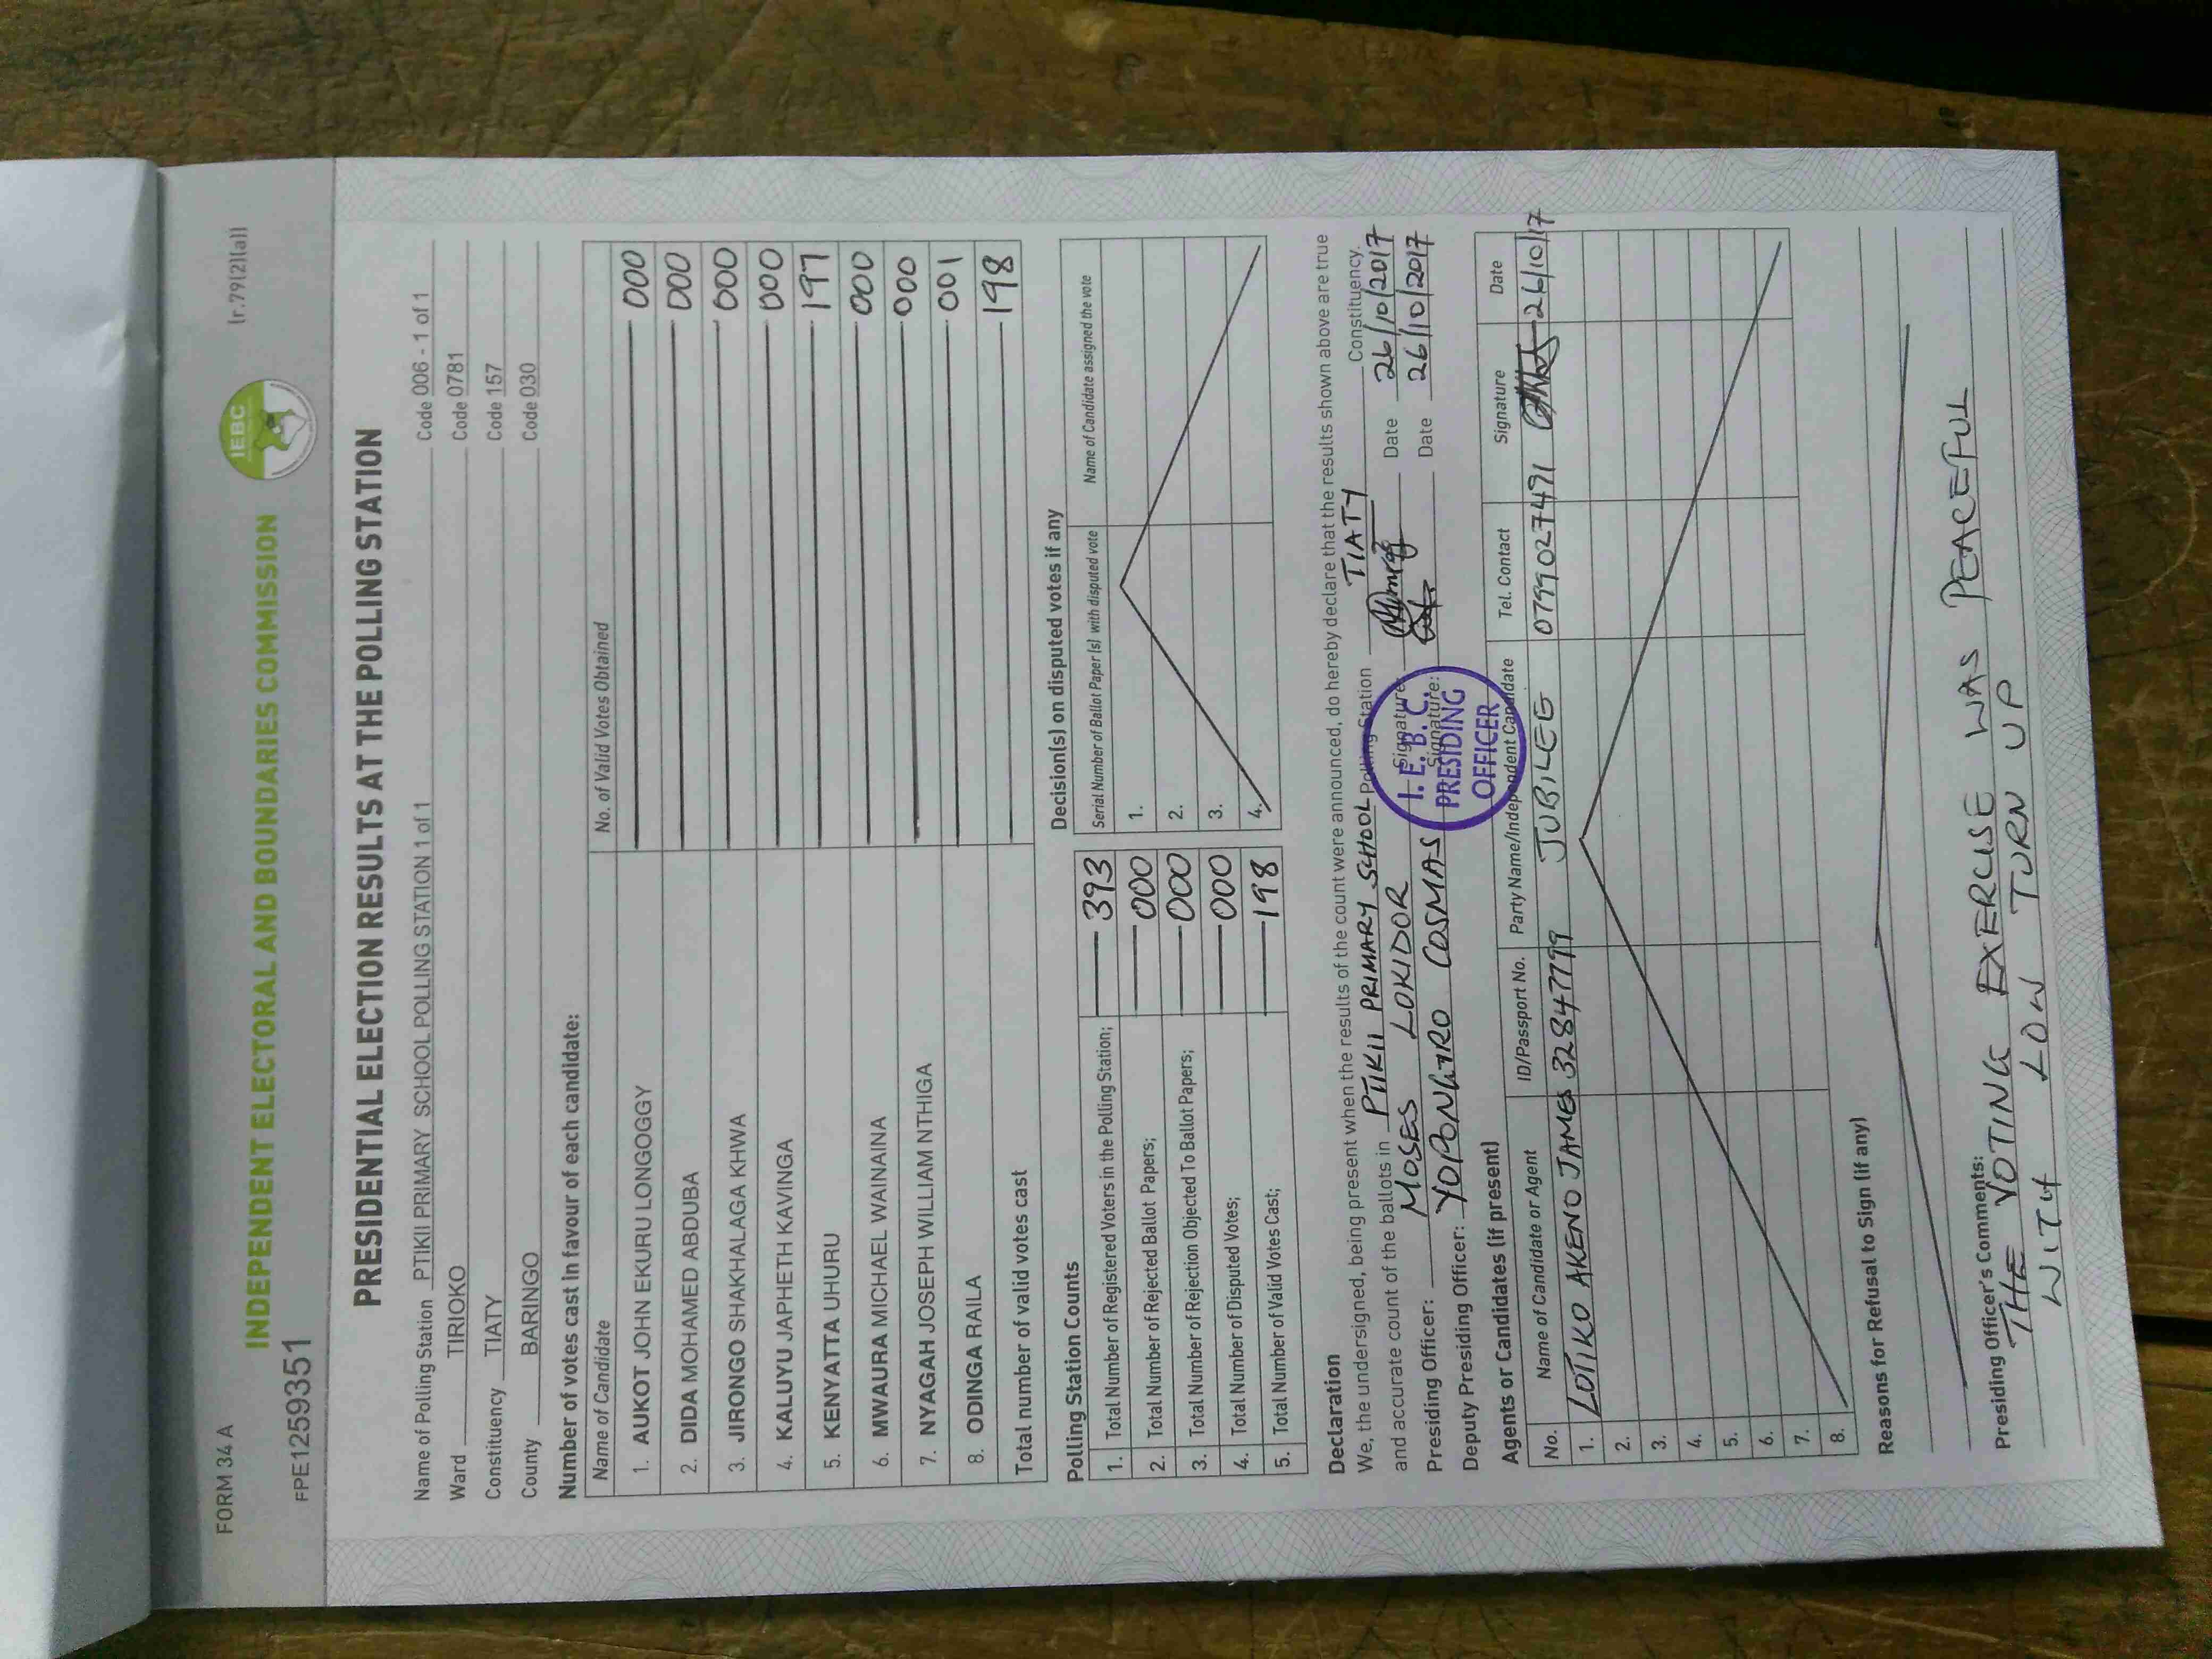 FORM 34 A
(r.79(2)(a))
INDEPENDENT ELECTORAL AND BOUNDARIES COMMISSION
IEBC
FPE1259351
PRESIDENTIAL ELECTION RESULTS AT THE POLLING STATION
Name of Polling Station PTIKII PRIMARY SCHOOL POLLING STATION 1 of 1 Code 006 - 1 of 1
Ward TIRIOKO Code 0781
Constituency TIATY Code 157
County BARINGO Code 030
Number of votes cast in favour of each candidate:
Name of Candidate No. of Valid Votes Obtained
1. AUKOT JOHN EKURU LONGOGGY 000
2. DIDA MOHAMED ABDUBA 000
3. JIRONGO SHAKHALAGA KHWA 000
4. KALUYU JAPHETH KAVINGA 000
5. KENYATTA UHURU 197
6. MWAURA MICHAEL WAINAINA 000
7. NYAGAH JOSEPH WILLIAM NTHIGA 000
8. ODINGA RAILA 001
Total number of valid votes cast 198
Polling Station Counts
1. Total Number of Registered Voters in the Polling Station; 393
2. Total Number of Rejected Ballot Papers; 000
3. Total Number of Rejection Objected To Ballot Papers; 000
4. Total Number of Disputed Votes; 000
5. Total Number of Valid Votes Cast; 198
Decision(s) on disputed votes if any
Serial Number of Ballot Paper (s) with disputed vote Name of Candidate assigned the vote
1.
2.
3.
4.
Declaration
We, the undersigned, being present when the results of the count were announced, do hereby declare that the results shown above are true
and accurate count of the ballots in PTIKII PRIMARY SCHOOL Polling Station TIATY Constituency.
Presiding Officer: MOSES LOKIDOR Signature: Date 26/10/2017
Deputy Presiding Officer: YOPONGIRO COSMAS Signature: Date 26/10/2017
I.E.B.C.
PRESIDING
OFFICER
Agents or Candidates (if present)
No. Name of Candidate or Agent ID/Passport No. Party Name/Independent Candidate Tel. Contact Signature Date
1. LOTIKO AKENO JAMES 32847799 JUBILEE 0799027491 26/10/17
2.
3.
4.
5.
6.
7.
8.
Reasons for Refusal to Sign (if any)
Presiding Officer's Comments:
THE VOTING EXERCISE WAS PEACEFUL
WITH LOW TURN UP